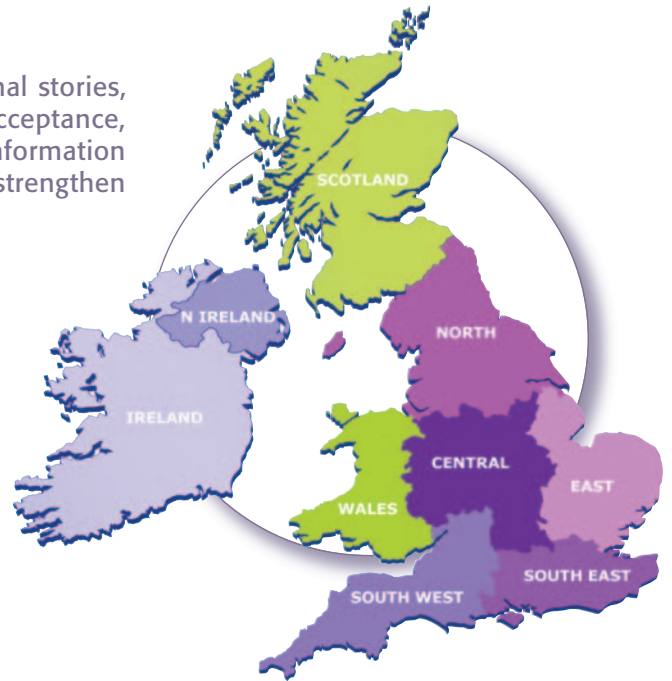 nal stories,
cceptance,
nformation
strengthen
SCOTLAND
N IRELAND
NORTH
IRELAND
CENTRAL
EAST
WALES
SOUTH EAST
SOUTH WEST